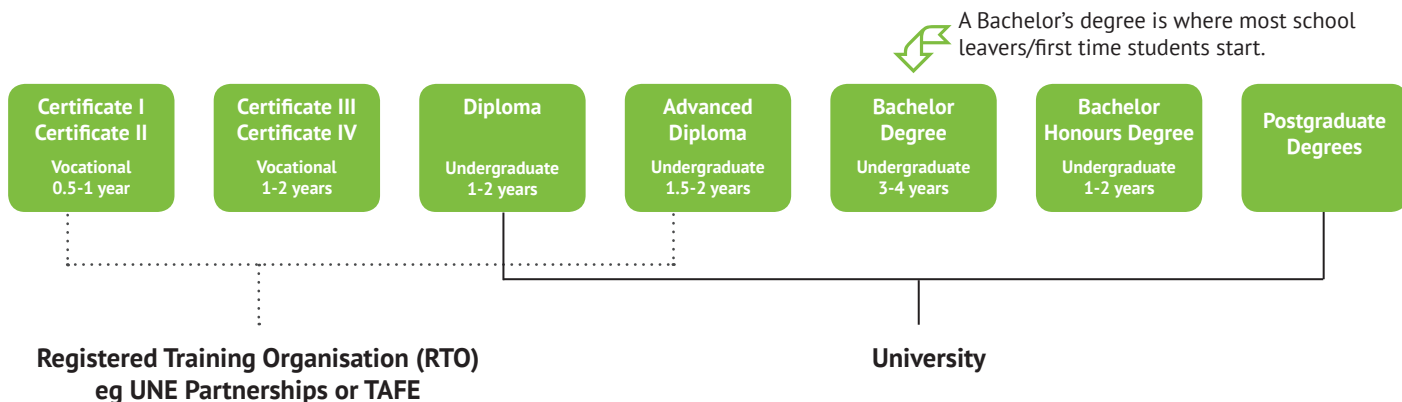 A Bachelor's degree is where most school
leavers/first time students start.
Certificate I
Certificate II
Vocational
0.5-1 year
Certificate III
Certificate IV
Vocational
1-2 years
Diploma
Undergraduate
1-2 years
Advanced
Diploma
Undergraduate
1.5-2 years
Bachelor
Degree
Undergraduate
3-4 years
Bachelor
Honours Degree
Undergraduate
1-2 years
Postgraduate
Degrees
Registered Training Organisation (RTO)
eg UNE Partnerships or TAFE
University